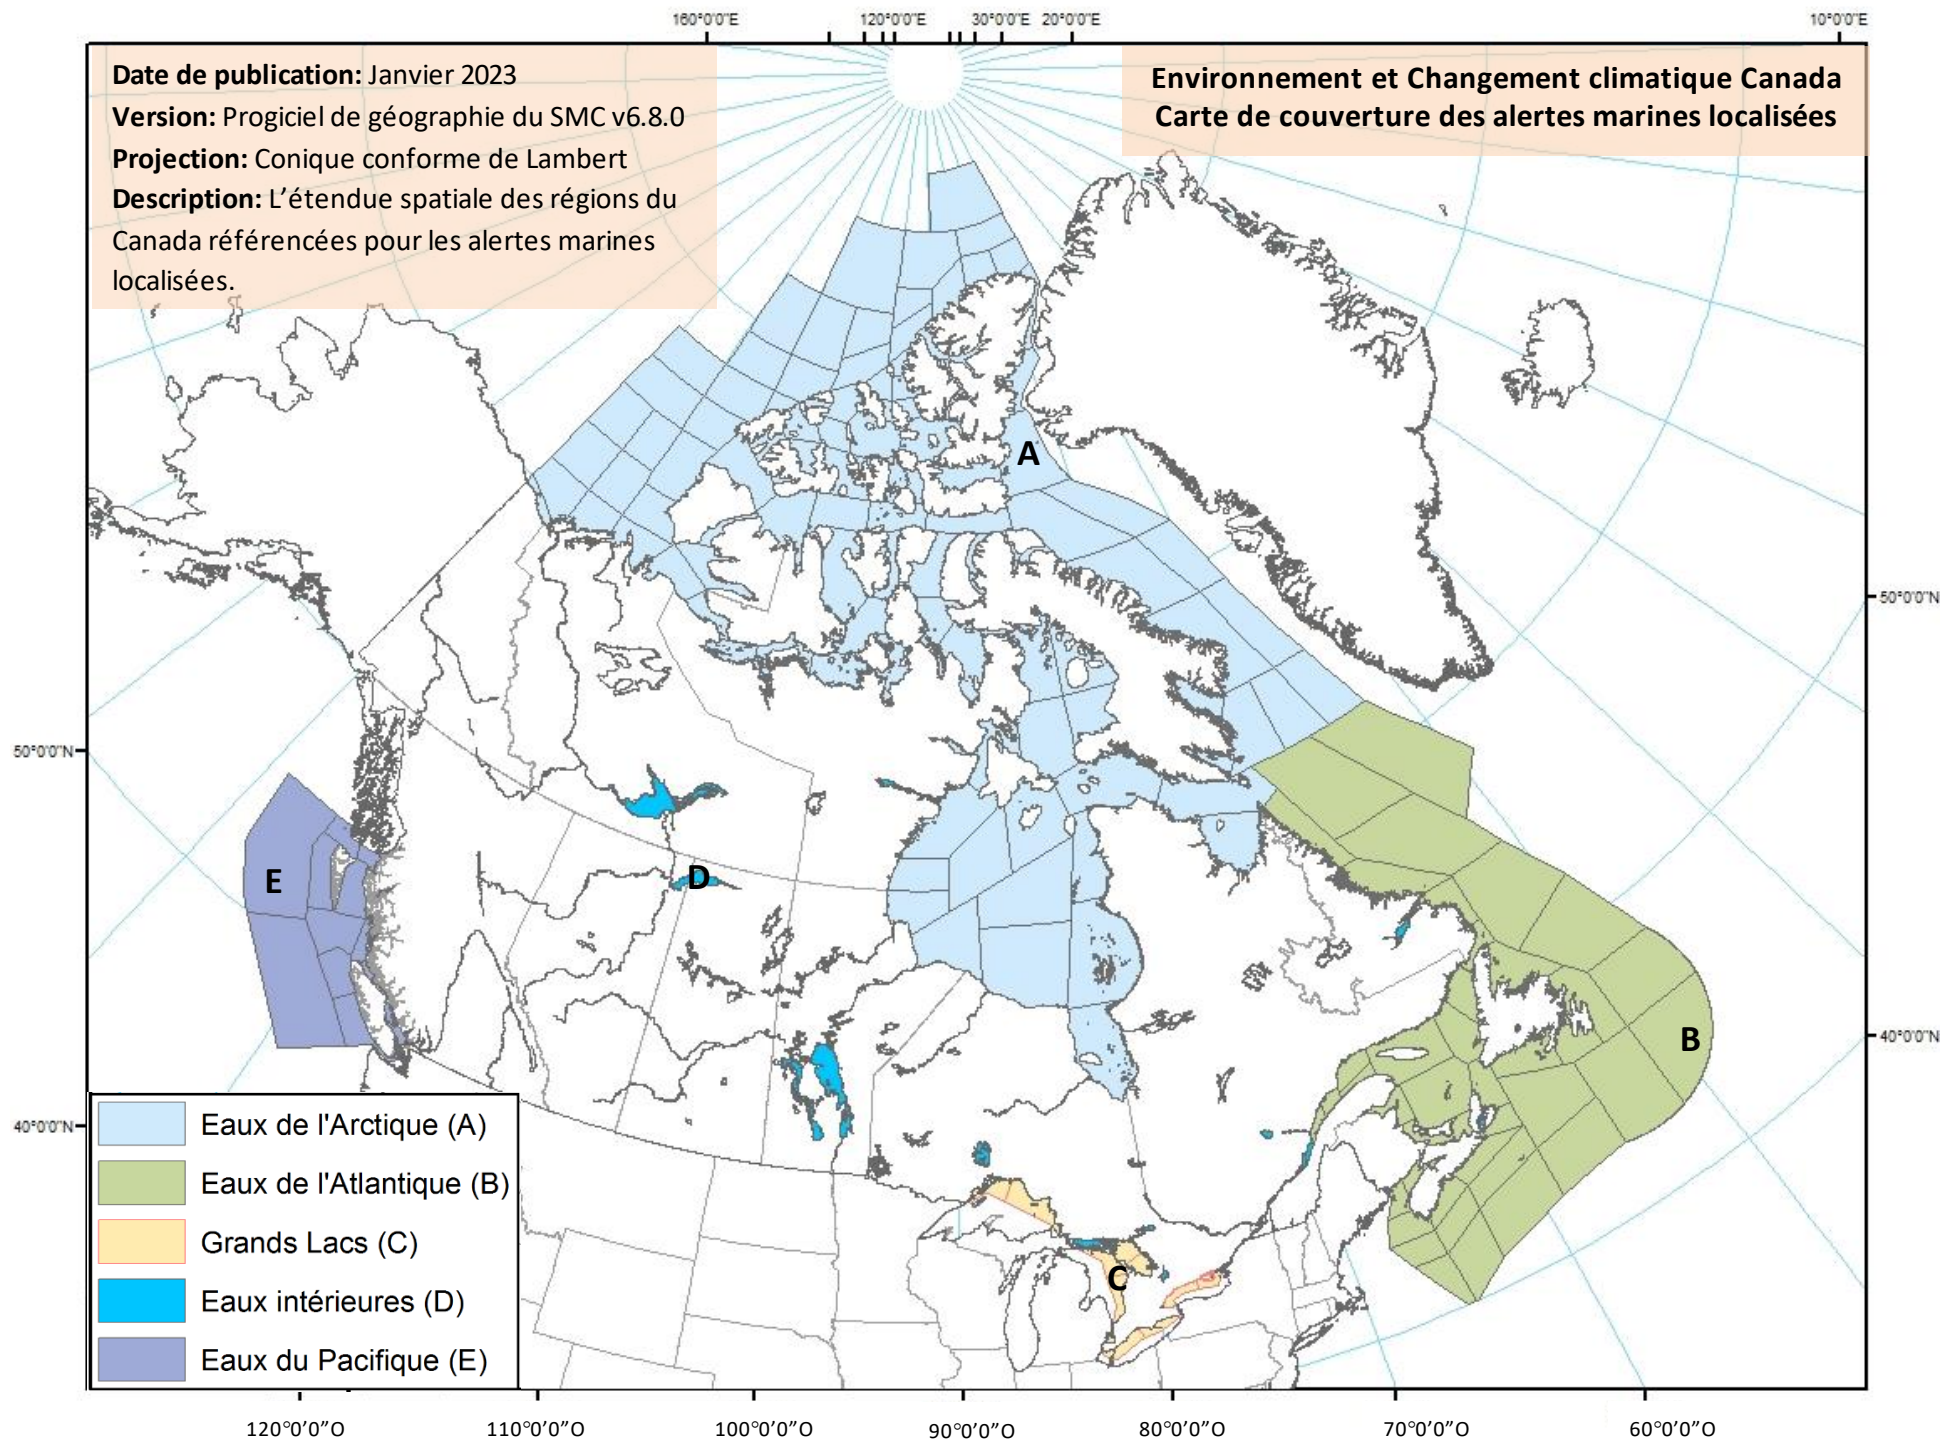 160°0'0"E 120°0'0"E 30°0'0"E 20°0'0"E 10°0'0"E
Date de publication: Janvier 2023
Version: Progiciel de géographie du SMC v6.8.0
Projection: Conique conforme de Lambert
Description: L’étendue spatiale des régions du
Canada référencées pour les alertes marines
localisées.
Environnement et Changement climatique Canada
Carte de couverture des alertes marines localisées
A
50°0'0"N
50°0'0"N
E
D
B
40°0'0"N
40°0'0"N
C
Eaux de l'Arctique (A)
Eaux de l'Atlantique (B)
Grands Lacs (C)
Eaux intérieures (D)
Eaux du Pacifique (E)
120°0'0”O 110°0'0”O 100°0'0”O 90°0'0”O 80°0'0”O 70°0'0”O 60°0'0”O